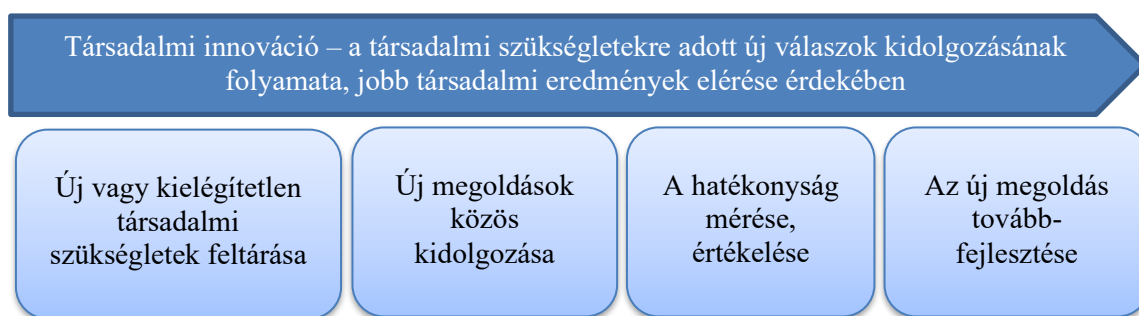 Társadalmi innováció – a társadalmi szükségletekre adott új válaszok kidolgozásának
folyamata, jobb társadalmi eredmények elérése érdekében
Új vagy kielégítetlen
társadalmi
szükségletek feltárása
Új megoldások
közös
kidolgozása
A hatékonyság
mérése,
értékelése
Az új megoldás
tovább-
fejlesztése